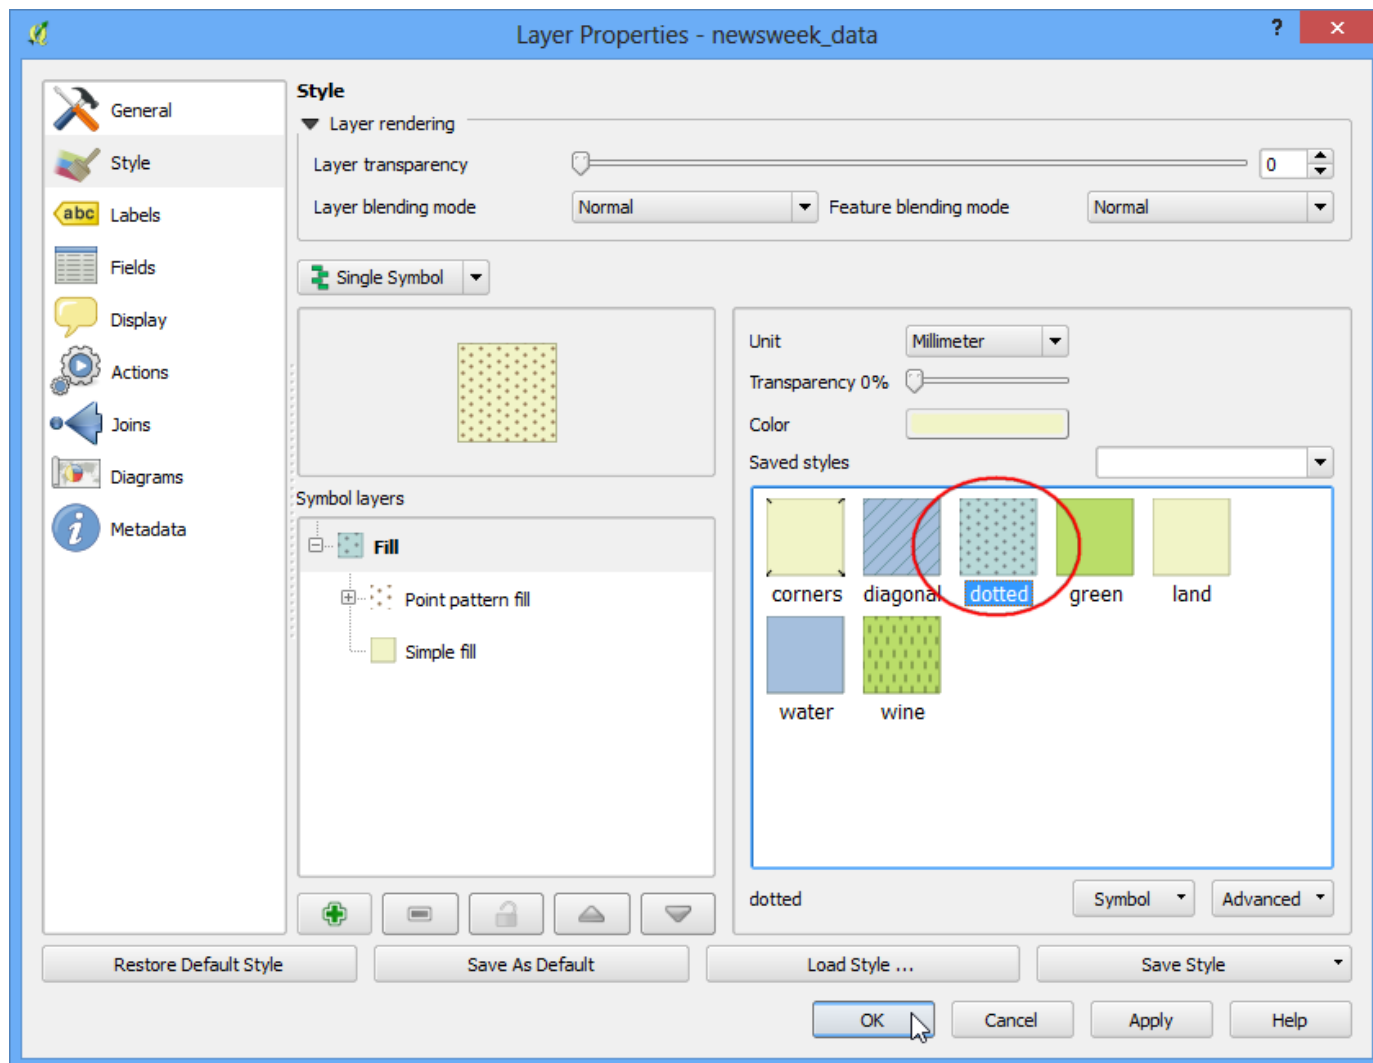 Layer Properties - newsweek_data
?
General
Style
abc Labels
Fields
Display
Actions
Joins
Diagrams
i Metadata
Style
Layer rendering
Layer transparency 0
Layer blending mode Normal Feature blending mode Normal
Single Symbol
Symbol layers
Fill
Point pattern fill
Simple fill
Unit Millimeter
Transparency 0%
Color
Saved styles
corners diagonal dotted green land
water wine
dotted Symbol Advanced
Restore Default Style Save As Default Load Style ... Save Style
OK Cancel Apply Help